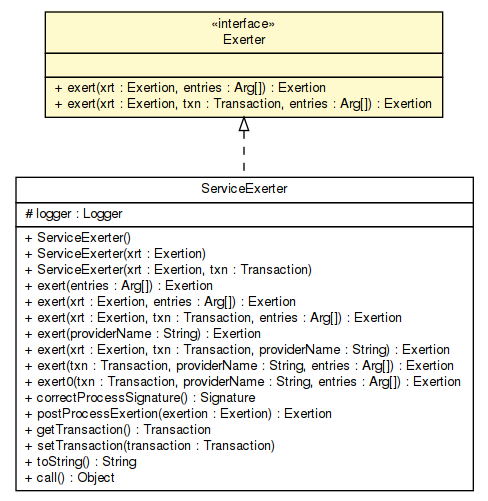 «interface»
Exerter
+ exert(xrt : Exertion, entries : Arg[]) : Exertion
+ exert(xrt : Exertion, txn : Transaction, entries : Arg[]) : Exertion
ServiceExerter
# logger : Logger
+ ServiceExerter()
+ ServiceExerter(xrt : Exertion)
+ ServiceExerter(xrt : Exertion, txn : Transaction)
+ exert(entries : Arg[]) : Exertion
+ exert(xrt : Exertion, entries : Arg[]) : Exertion
+ exert(xrt : Exertion, txn : Transaction, entries : Arg[]) : Exertion
+ exert(providerName : String) : Exertion
+ exert(xrt : Exertion, txn : Transaction, providerName : String) : Exertion
+ exert(txn : Transaction, providerName : String, entries : Arg[]) : Exertion
+ exert0(txn : Transaction, providerName : String, entries : Arg[]) : Exertion
+ correctProcessSignature() : Signature
+ postProcessExertion(exertion : Exertion) : Exertion
+ getTransaction() : Transaction
+ setTransaction(transaction : Transaction)
+ toString() : String
+ call() : Object